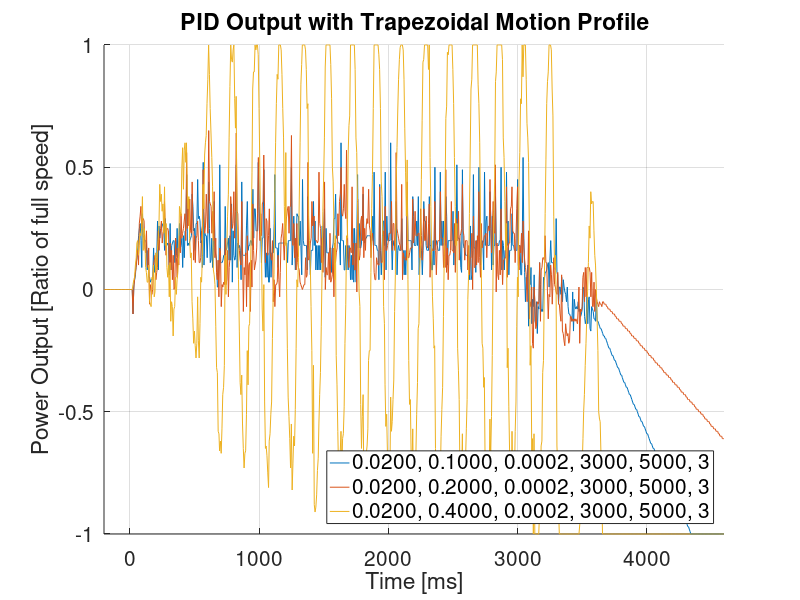 PID Output with Trapezoidal Motion Profile
Power Output [Ratio of full speed]
1
0.5
0
-0.5
-1
0.0200, 0.1000, 0.0002, 3000, 5000, 3
0.0200, 0.2000, 0.0002, 3000, 5000, 3
0.0200, 0.4000, 0.0002, 3000, 5000, 3
0 1000 2000 3000 4000
Time [ms]